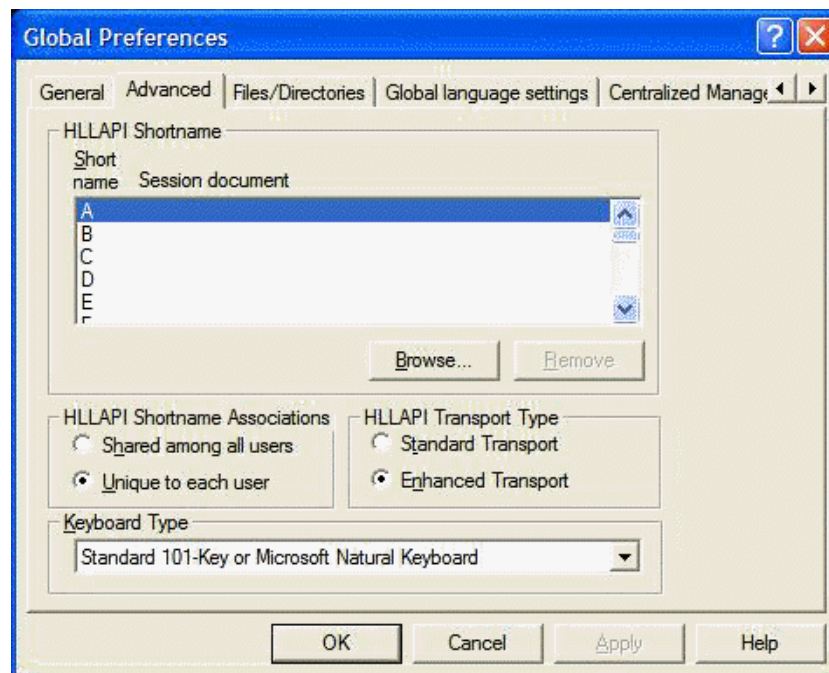 Global Preferences
General Advanced Files/Directories Global language settings Centralized Manage
HLLAPI Shortname
Short
name Session document
A
B
C
D
E
Browse... Remove
HLLAPI Shortname Associations HLLAPI Transport Type
Shared among all users Standard Transport
Unique to each user Enhanced Transport
Keyboard Type
Standard 101-Key or Microsoft Natural Keyboard
OK Cancel Apply Help